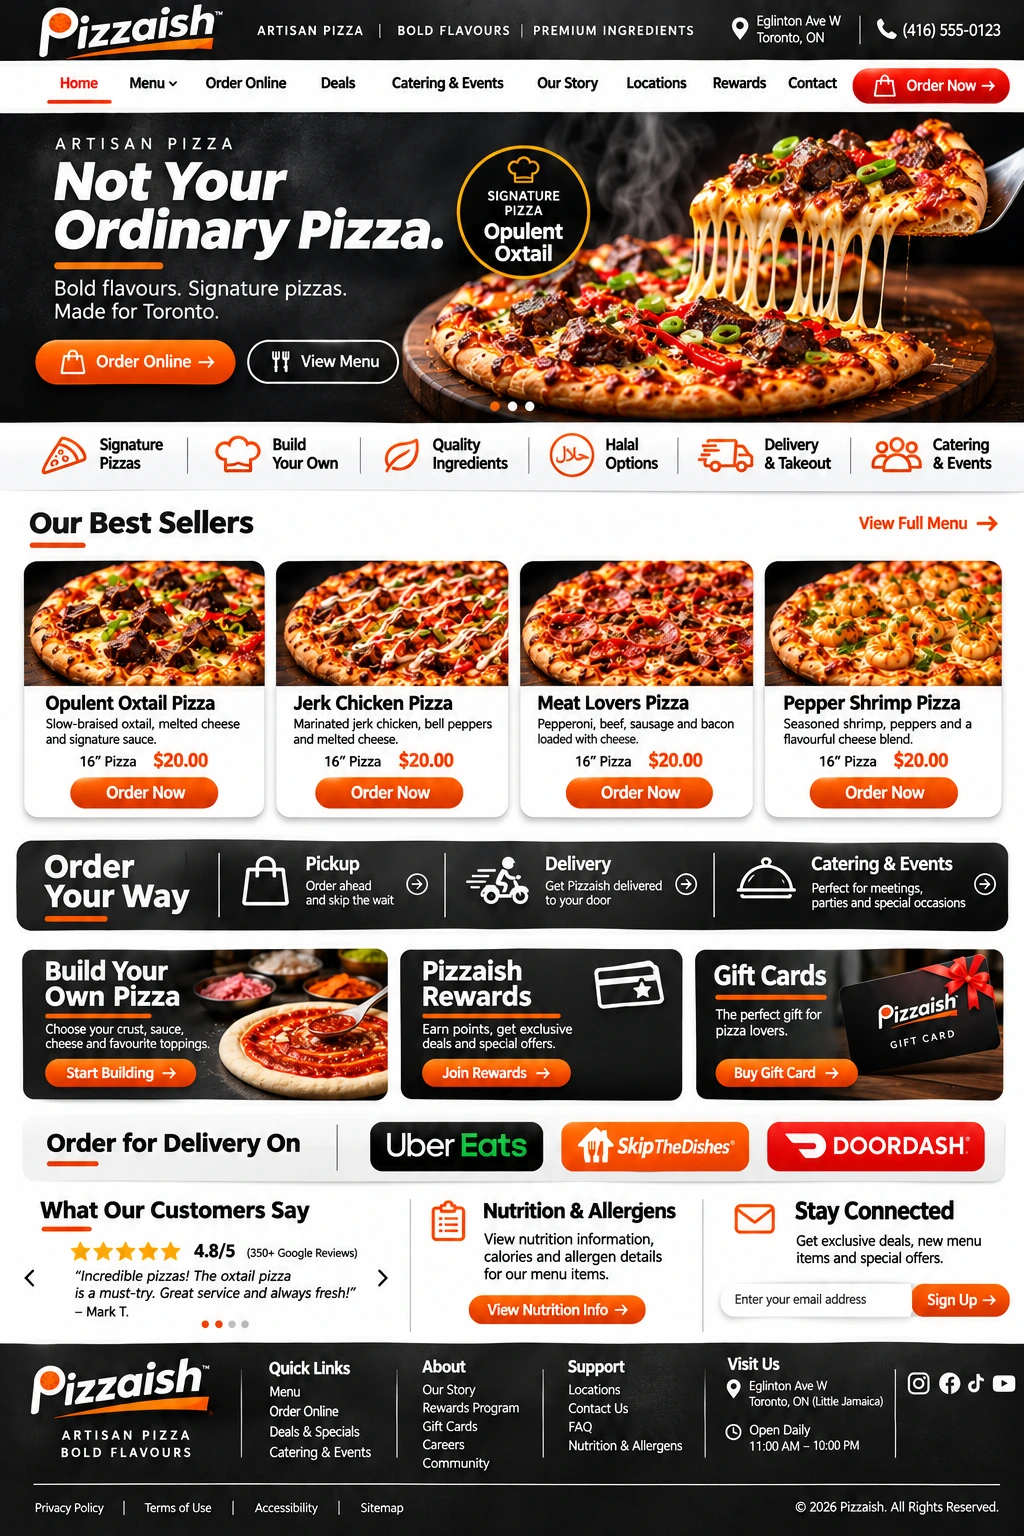 Pizzaish™
ARTISAN PIZZA | BOLD FLAVOURS | PREMIUM INGREDIENTS
Eglinton Ave W
Toronto, ON
(416) 555-0123
Home
Menu
Order Online
Deals
Catering & Events
Our Story
Locations
Rewards
Contact
Order Now →
ARTISAN PIZZA
Not Your
Ordinary Pizza.
Bold flavours. Signature pizzas.
Made for Toronto.
Order Online →
View Menu
SIGNATURE
PIZZA
Opulent
Oxtail
Signature
Pizzas
Build
Your Own
Quality
Ingredients
حلال
Halal
Options
Delivery
& Takeout
Catering
& Events
Our Best Sellers
View Full Menu →
Opulent Oxtail Pizza
Slow-braised oxtail, melted cheese
and signature sauce.
16” Pizza $20.00
Order Now
Jerk Chicken Pizza
Marinated jerk chicken, bell peppers
and melted cheese.
16” Pizza $20.00
Order Now
Meat Lovers Pizza
Pepperoni, beef, sausage and bacon
loaded with cheese.
16” Pizza $20.00
Order Now
Pepper Shrimp Pizza
Seasoned shrimp, peppers and a
flavourful cheese blend.
16” Pizza $20.00
Order Now
Order
Your Way
Pickup
Order ahead
and skip the wait
Delivery
Get Pizzaish delivered
to your door
Catering & Events
Perfect for meetings,
parties and special occasions
Build Your
Own Pizza
Choose your crust, sauce,
cheese and favourite toppings.
Start Building →
Pizzaish
Rewards
Earn points, get exclusive
deals and special offers.
Join Rewards →
Gift Cards
The perfect gift for
pizza lovers.
Buy Gift Card →
Pizzaish™
GIFT CARD
Order for Delivery On
Uber Eats
SkipTheDishes®
DOORDASH®
What Our Customers Say
4.8/5 (350+ Google Reviews)
“Incredible pizzas! The oxtail pizza
is a must-try. Great service and always fresh!”
– Mark T.
Nutrition & Allergens
View nutrition information,
calories and allergen details
for our menu items.
View Nutrition Info →
Stay Connected
Get exclusive deals, new menu
items and special offers.
Enter your email address
Sign Up →
Pizzaish™
ARTISAN PIZZA
BOLD FLAVOURS
Quick Links
Menu
Order Online
Deals & Specials
Catering & Events
About
Our Story
Rewards Program
Gift Cards
Careers
Community
Support
Locations
Contact Us
FAQ
Nutrition & Allergens
Visit Us
Eglinton Ave W
Toronto, ON (Little Jamaica)
Open Daily
11:00 AM – 10:00 PM
Privacy Policy | Terms of Use | Accessibility | Sitemap
© 2026 Pizzaish. All Rights Reserved.